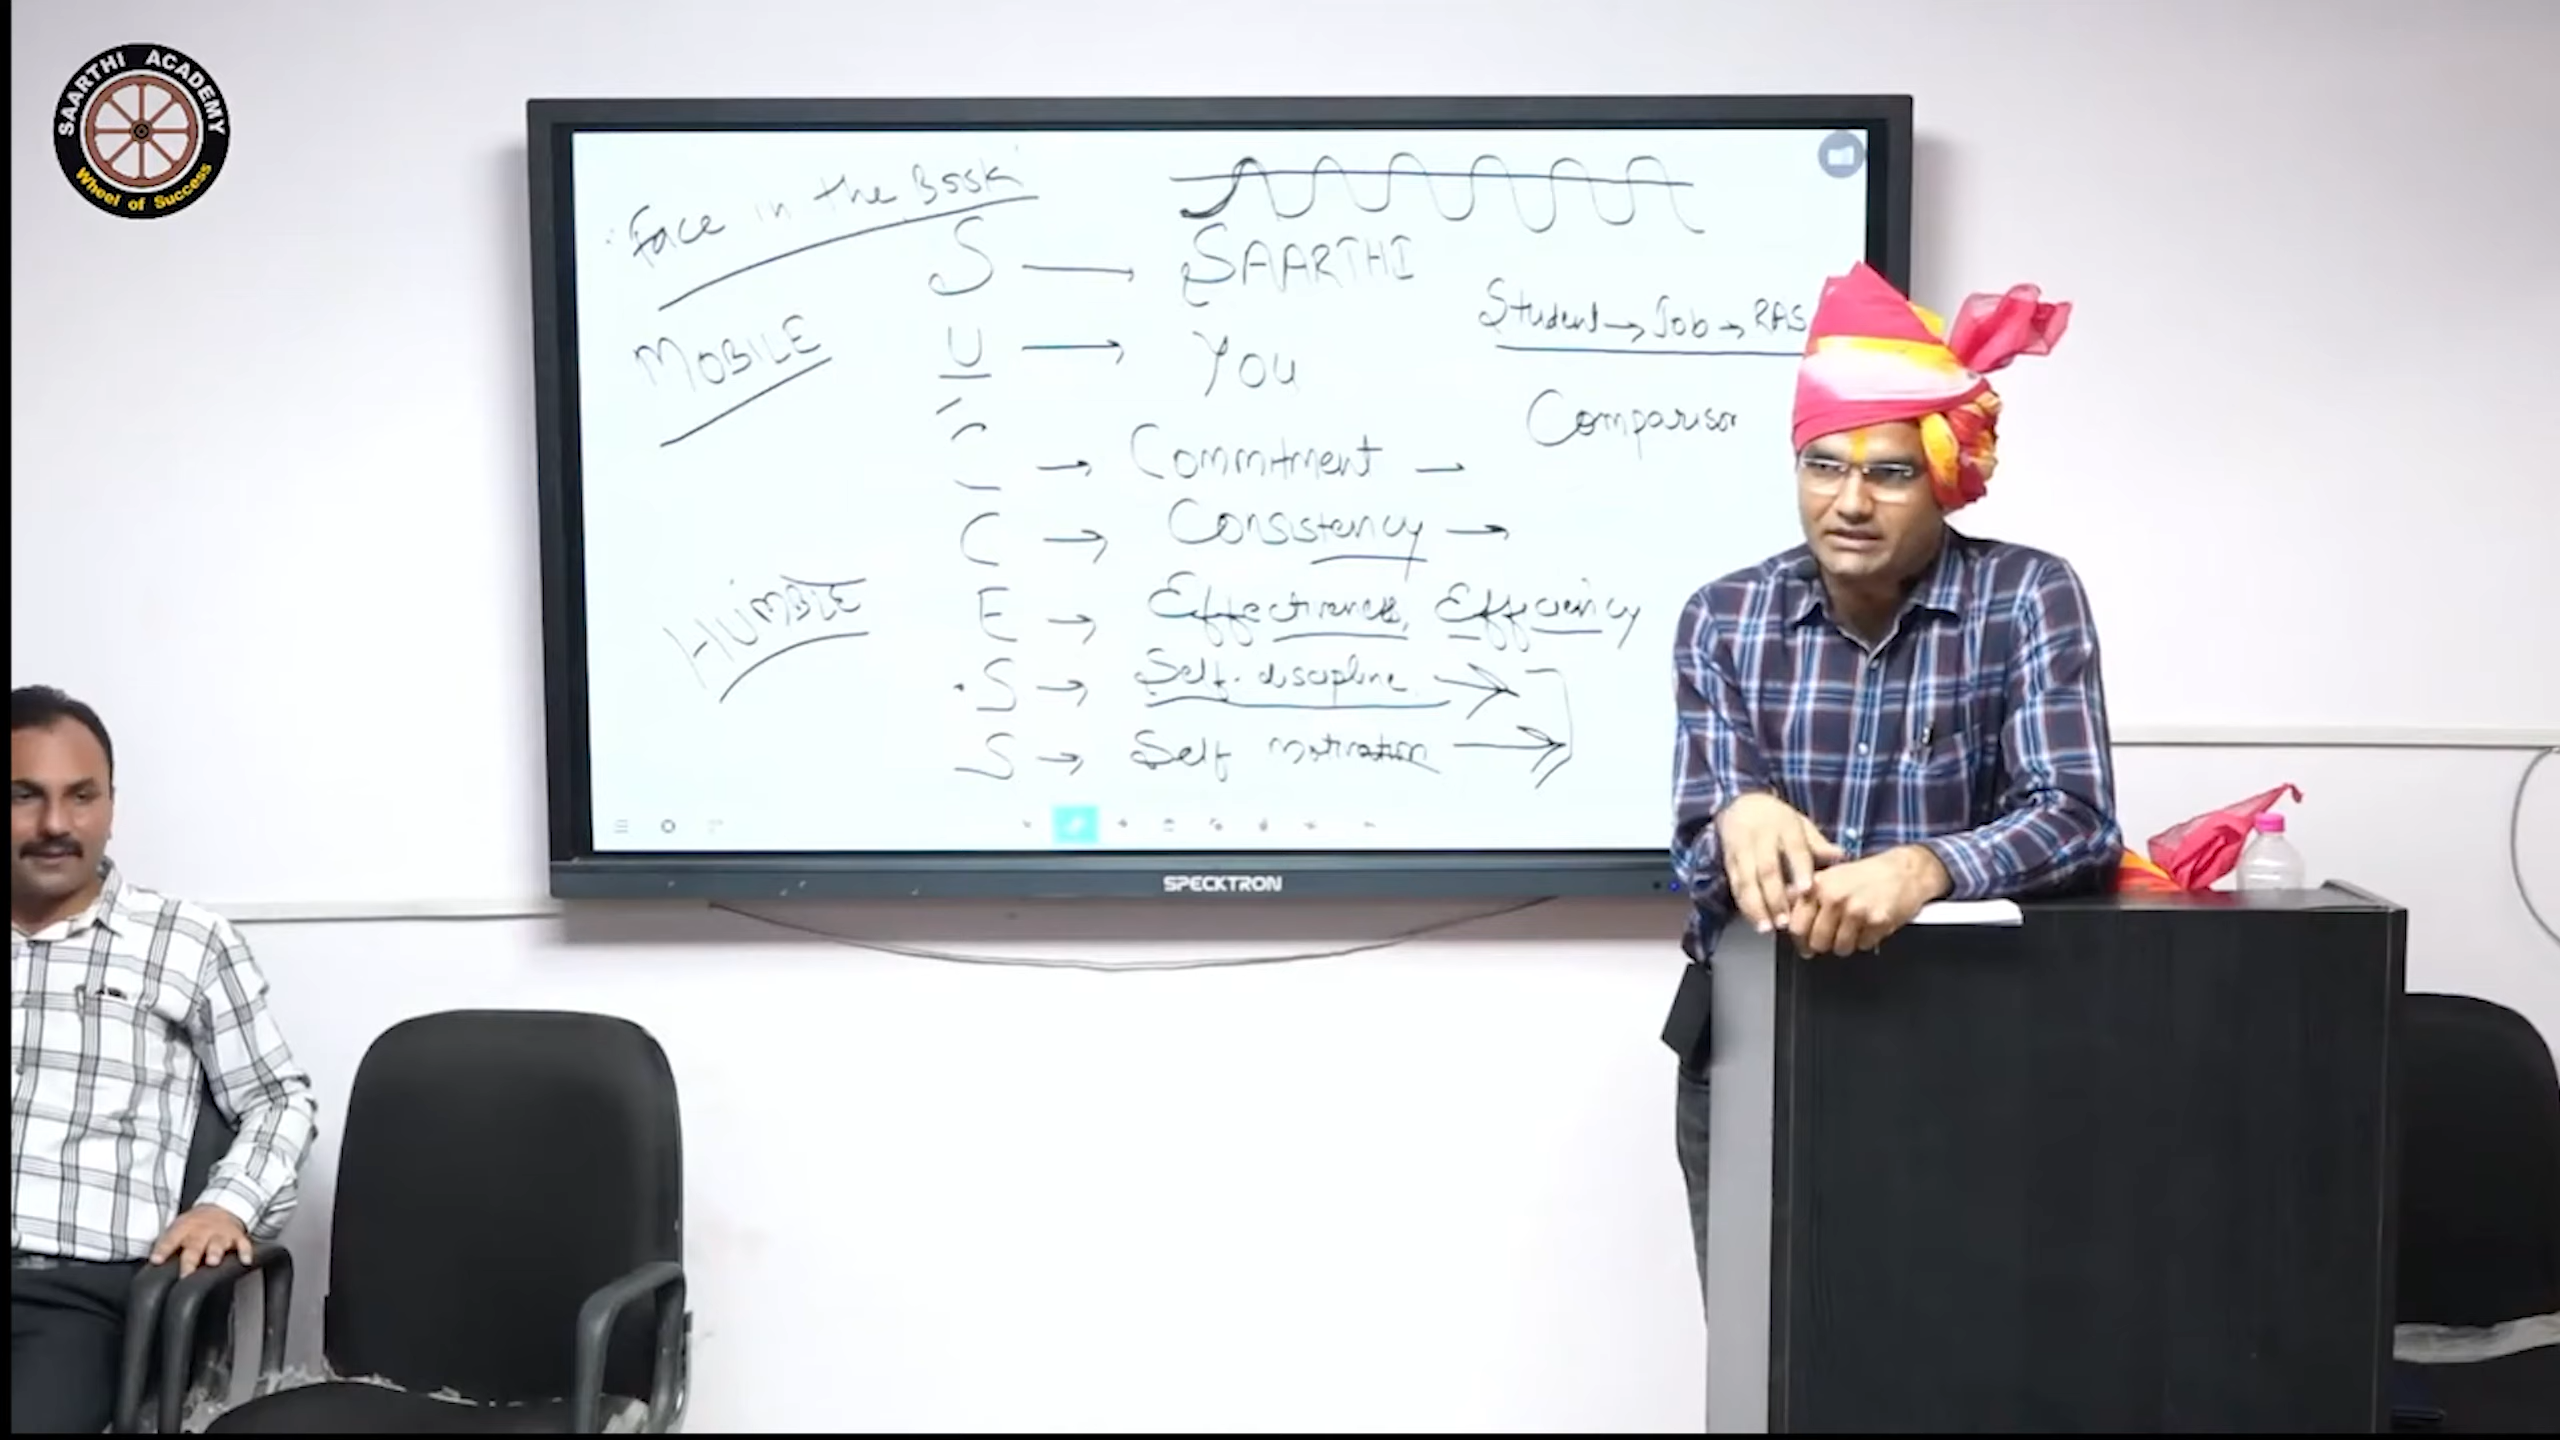 SAARTHI ACADEMY
Wheel of Success
Face in the Book
S → SAARTHI
Student → Job → RAS
MOBILE
U → You
Comparison
C → Commitment →
C → Consistency →
HUMBLE
E → Effectiveness, Efficiency
S → Self-discipline →
S → Self motivation →
SPECKTRON